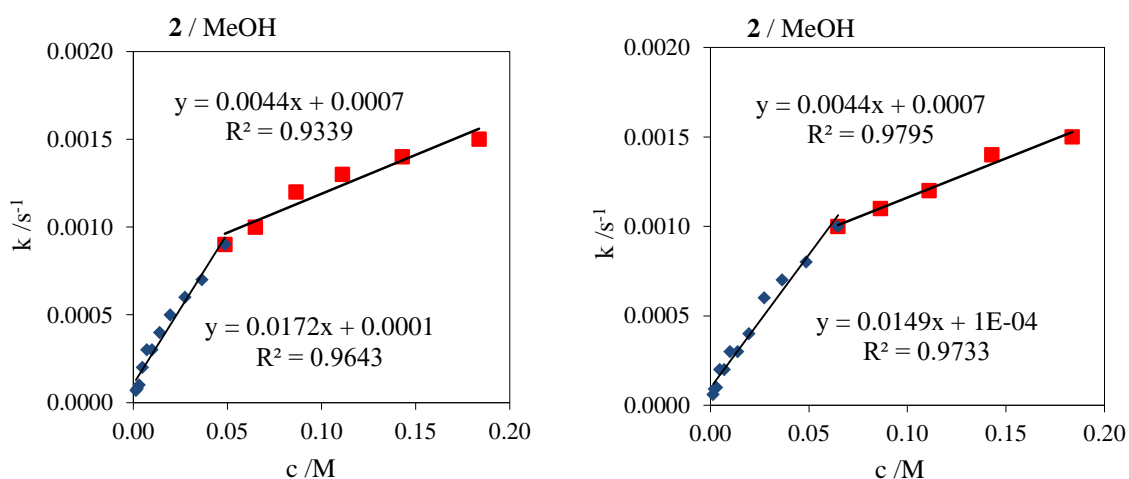 2 / MeOH
0.0020
0.0015
0.0010
0.0005
0.0000
k /s⁻¹
y = 0.0044x + 0.0007
R² = 0.9339
y = 0.0172x + 0.0001
R² = 0.9643
0.00 0.05 0.10 0.15 0.20
c /M
2 / MeOH
0.0020
0.0015
0.0010
0.0005
0.0000
k /s⁻¹
y = 0.0044x + 0.0007
R² = 0.9795
y = 0.0149x + 1E-04
R² = 0.9733
0.00 0.05 0.10 0.15 0.20
c /M